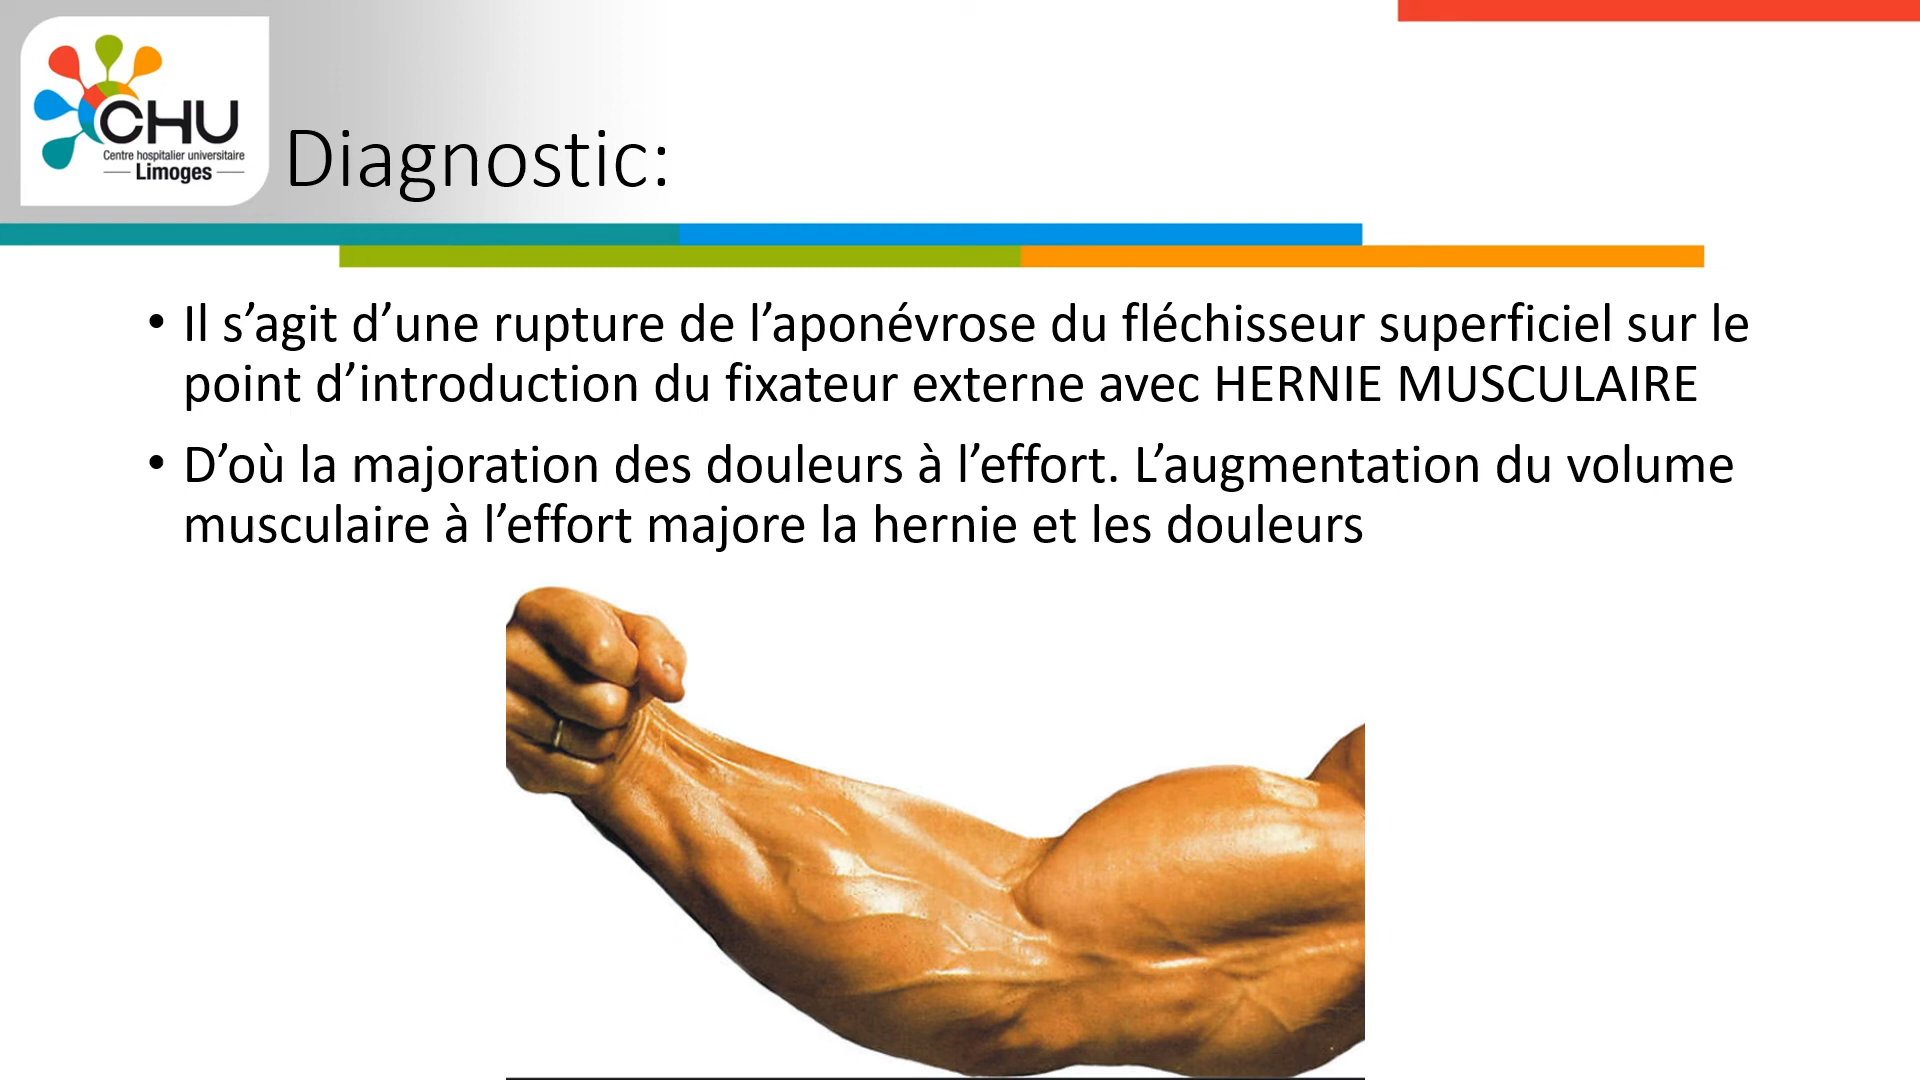 CHU
Centre hospitalier universitaire
Limoges
Diagnostic:
• Il s’agit d’une rupture de l’aponévrose du fléchisseur superficiel sur le
point d’introduction du fixateur externe avec HERNIE MUSCULAIRE
• D’où la majoration des douleurs à l’effort. L’augmentation du volume
musculaire à l’effort majore la hernie et les douleurs